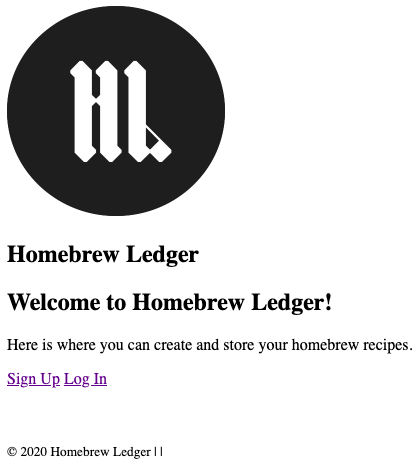 HL
Homebrew Ledger
Welcome to Homebrew Ledger!
Here is where you can create and store your homebrew recipes.
Sign Up Log In
© 2020 Homebrew Ledger | |